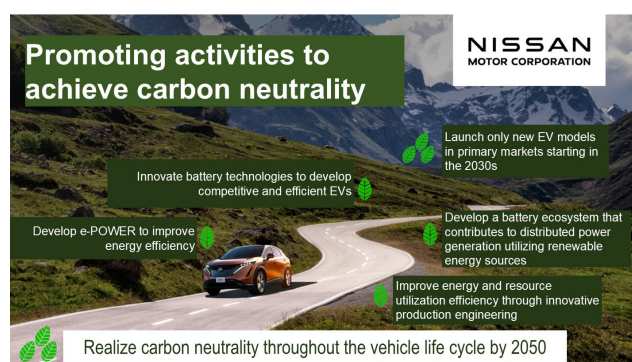 Promoting activities to
achieve carbon neutrality
NISSAN
MOTOR CORPORATION
Launch only new EV models
in primary markets starting in
the 2030s
Innovate battery technologies to develop
competitive and efficient EVs
Develop e-POWER to improve
energy efficiency
Develop a battery ecosystem that
contributes to distributed power
generation utilizing renewable
energy sources
Improve energy and resource
utilization efficiency through innovative
production engineering
Realize carbon neutrality throughout the vehicle life cycle by 2050